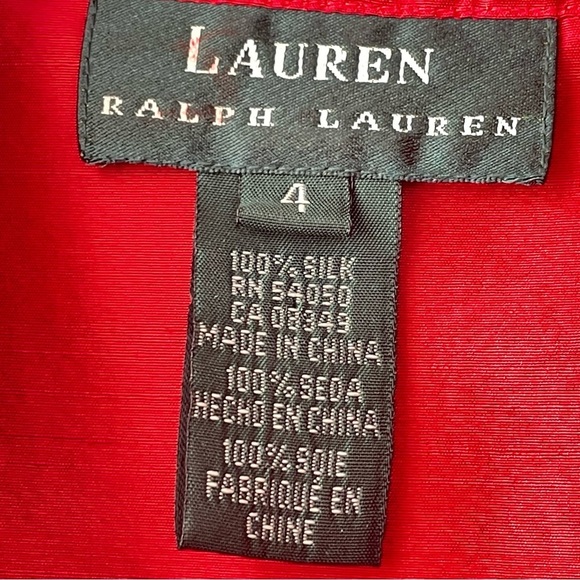 LAUREN
RALPH LAUREN
4
100% SILK
RN 54050
CA 08349
MADE IN CHINA
100% SEDA
HECHO EN CHINA
100% SOIE
FABRIQUÉ EN
CHINE